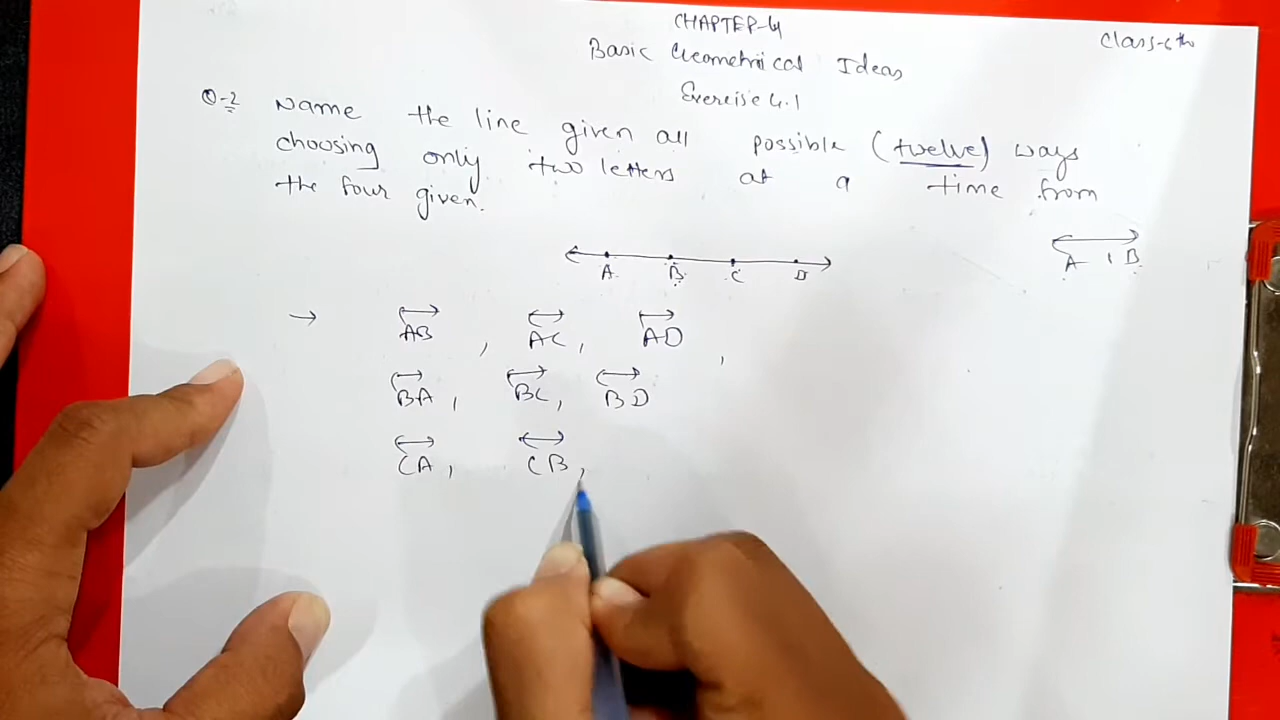 CHAPTER-4
Class-6th
Basic Geometrical Ideas
Exercise 4.1
Q-2 Name the line given all possible (twelve) ways
choosing only two letters at a time from
the four given.
A B
A B C D
→ AB, AC, AD,
BA, BC, BD
CA, CB,